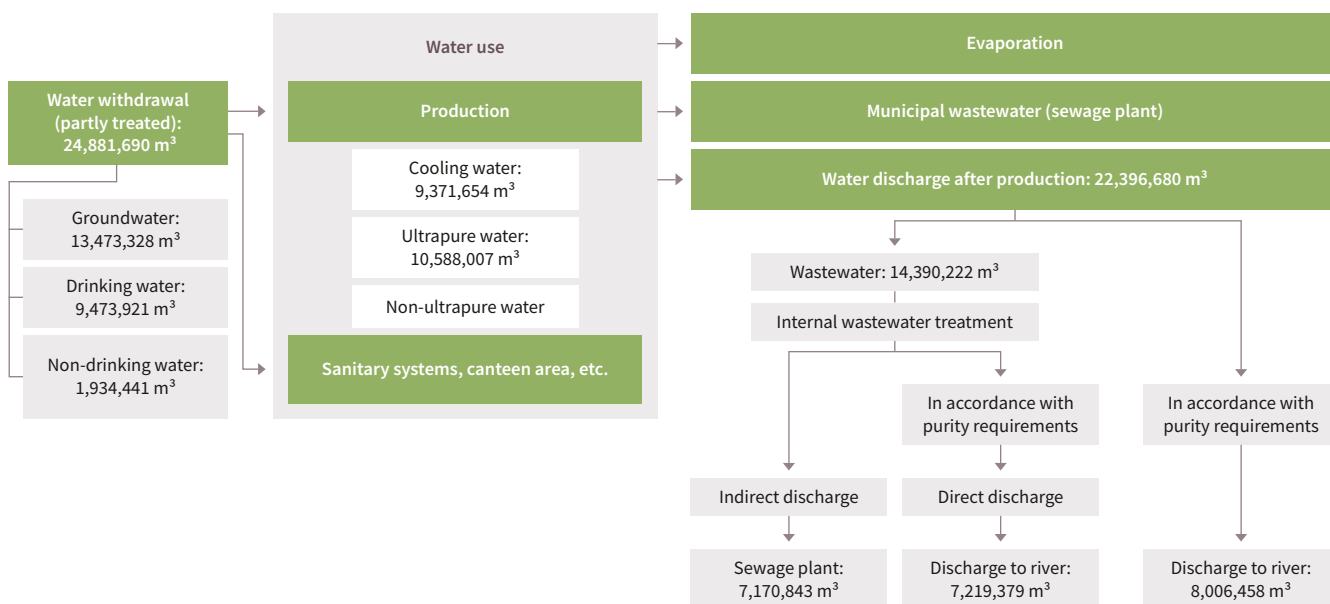 Water withdrawal
(partly treated):
24,881,690 m³
Groundwater:
13,473,328 m³
Drinking water:
9,473,921 m³
Non-drinking water:
1,934,441 m³
Water use
Production
Cooling water:
9,371,654 m³
Ultrapure water:
10,588,007 m³
Non-ultrapure water
Sanitary systems, canteen area, etc.
Evaporation
Municipal wastewater (sewage plant)
Water discharge after production: 22,396,680 m³
Wastewater: 14,390,222 m³
Internal wastewater treatment
In accordance with
purity requirements
In accordance with
purity requirements
Indirect discharge
Direct discharge
Sewage plant:
7,170,843 m³
Discharge to river:
7,219,379 m³
Discharge to river:
8,006,458 m³